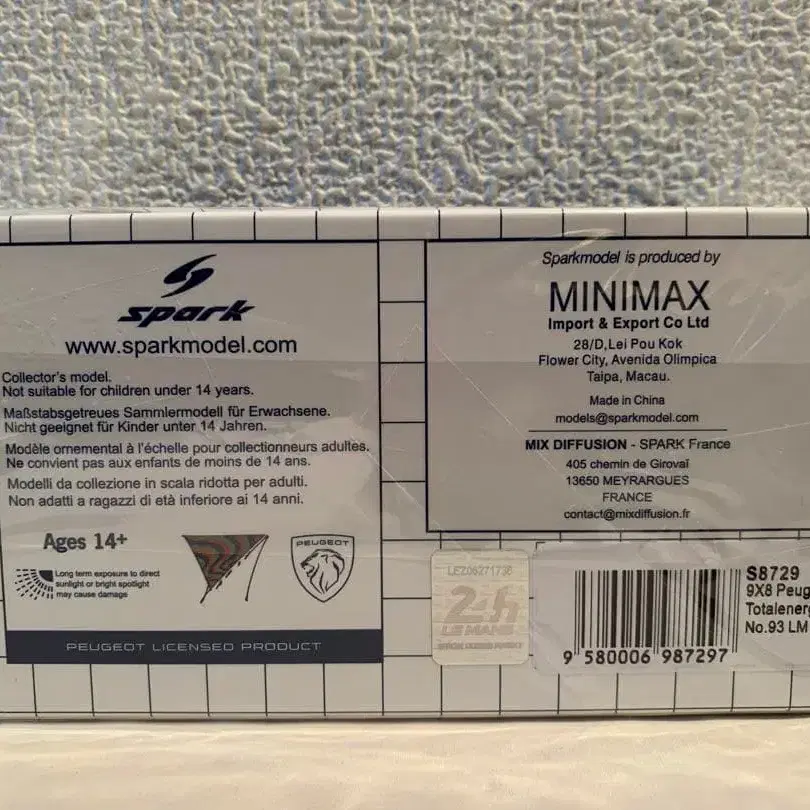 spark
www.sparkmodel.com
Collector's model.
Not suitable for children under 14 years.
Maßstabsgetreues Sammlermodell für Erwachsene.
Nicht geeignet für Kinder unter 14 Jahren.
Modèle ornemental à l'échelle pour collectionneurs adultes.
Ne convient pas aux enfants de moins de 14 ans.
Modelli da collezione in scala ridotta per adulti.
Non adatti a ragazzi di età inferiore ai 14 anni.
Ages 14+
Long term exposure to direct
sunlight or bright spotlight
may cause damage
PEUGEOT
PEUGEOT LICENSED PRODUCT
Sparkmodel is produced by
MINIMAX
Import & Export Co Ltd
28/D,Lei Pou Kok
Flower City, Avenida Olimpica
Taipa, Macau.
Made in China
models@sparkmodel.com
MIX DIFFUSION - SPARK France
405 chemin de Giroval
13650 MEYRARGUES
FRANCE
contact@mixdiffusion.fr
LEZ06271736
24h
LE MANS
S8729
9X8 Peug
Totalener
No.93 LM
9 580006 987297